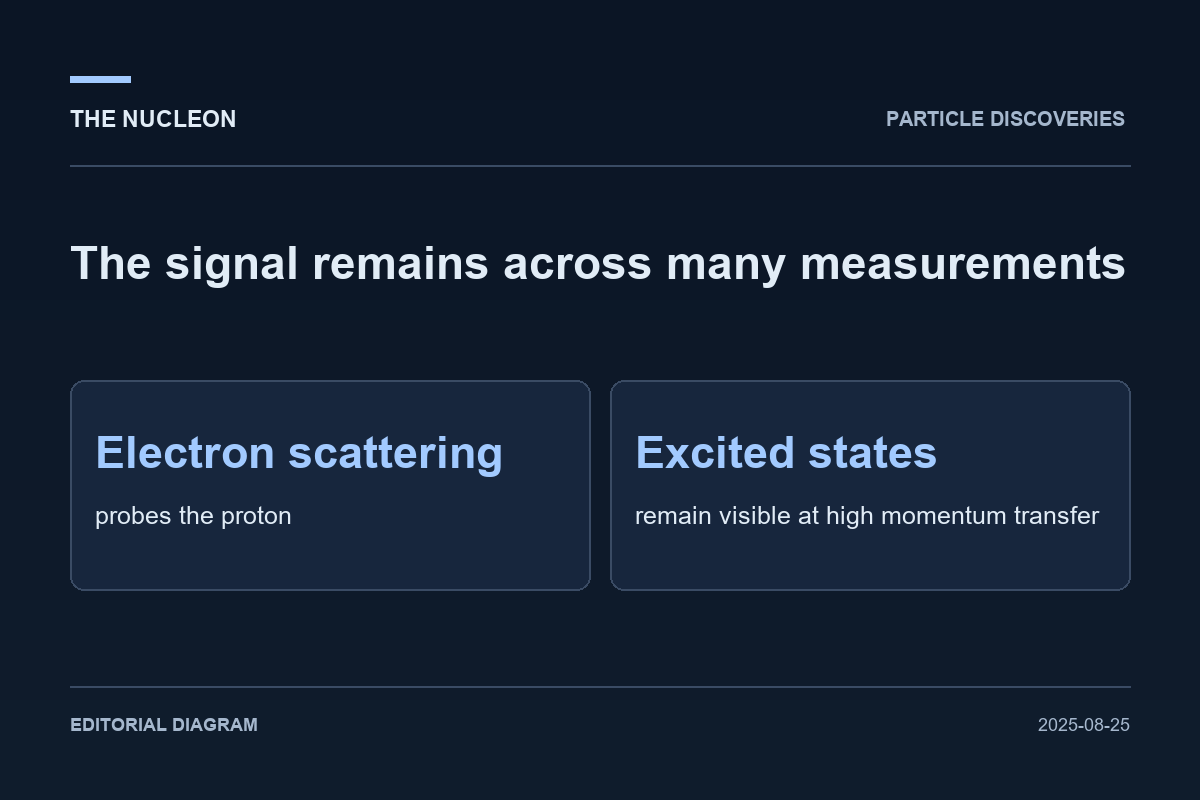 THE NUCLEON
PARTICLE DISCOVERIES
The signal remains across many measurements
Electron scattering
probes the proton
Excited states
remain visible at high momentum transfer
EDITORIAL DIAGRAM
2025-08-25